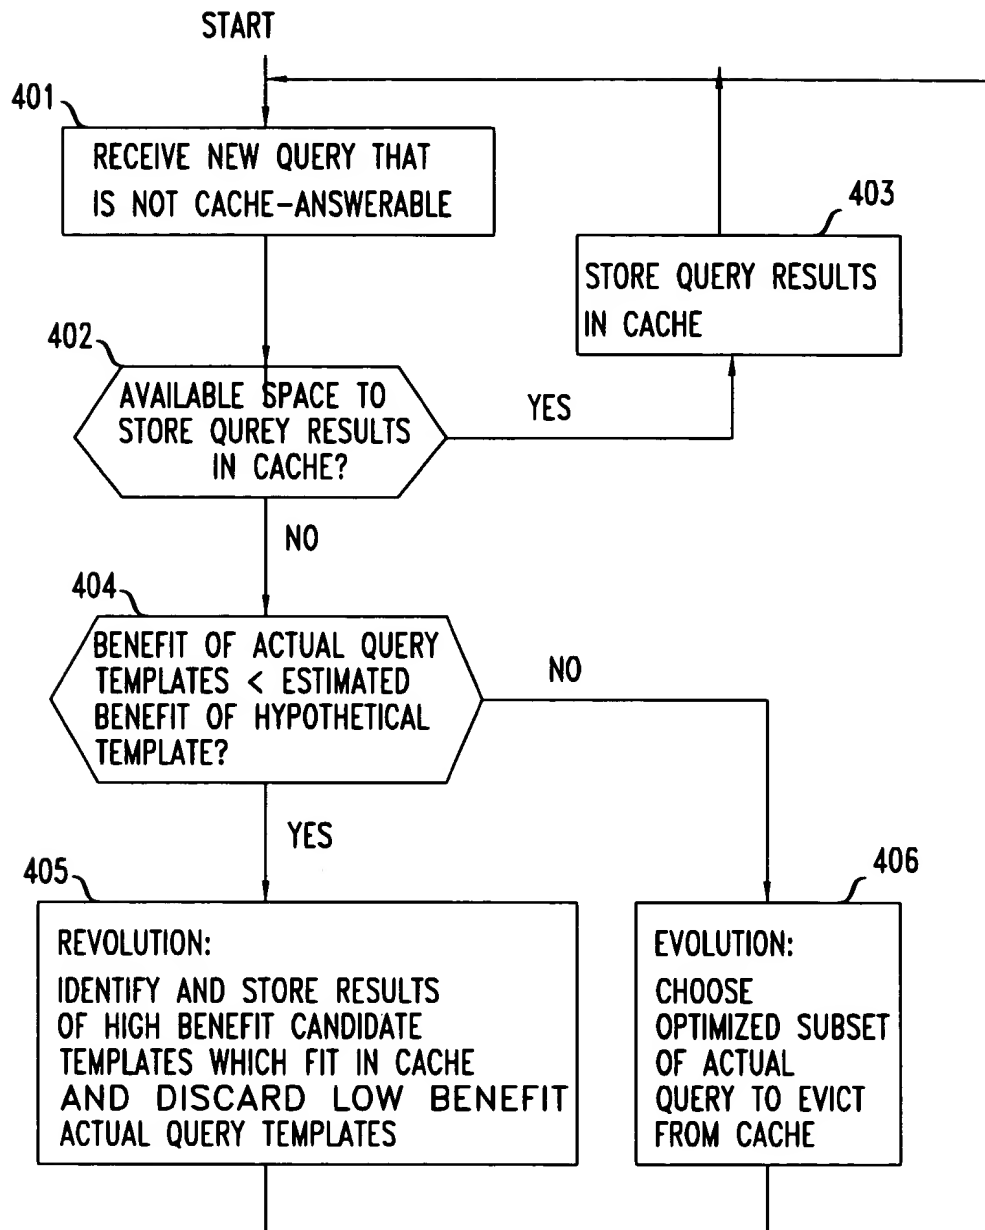 START
401
RECEIVE NEW QUERY THAT
IS NOT CACHE-ANSWERABLE
403
STORE QUERY RESULTS
IN CACHE
402
AVAILABLE SPACE TO
STORE QUREY RESULTS
IN CACHE?
YES
NO
404
BENEFIT OF ACTUAL QUERY
TEMPLATES < ESTIMATED
BENEFIT OF HYPOTHETICAL
TEMPLATE?
NO
YES
405
REVOLUTION:
IDENTIFY AND STORE RESULTS
OF HIGH BENEFIT CANDIDATE
TEMPLATES WHICH FIT IN CACHE
AND DISCARD LOW BENEFIT
ACTUAL QUERY TEMPLATES
406
EVOLUTION:
CHOOSE
OPTIMIZED SUBSET
OF ACTUAL
QUERY TO EVICT
FROM CACHE